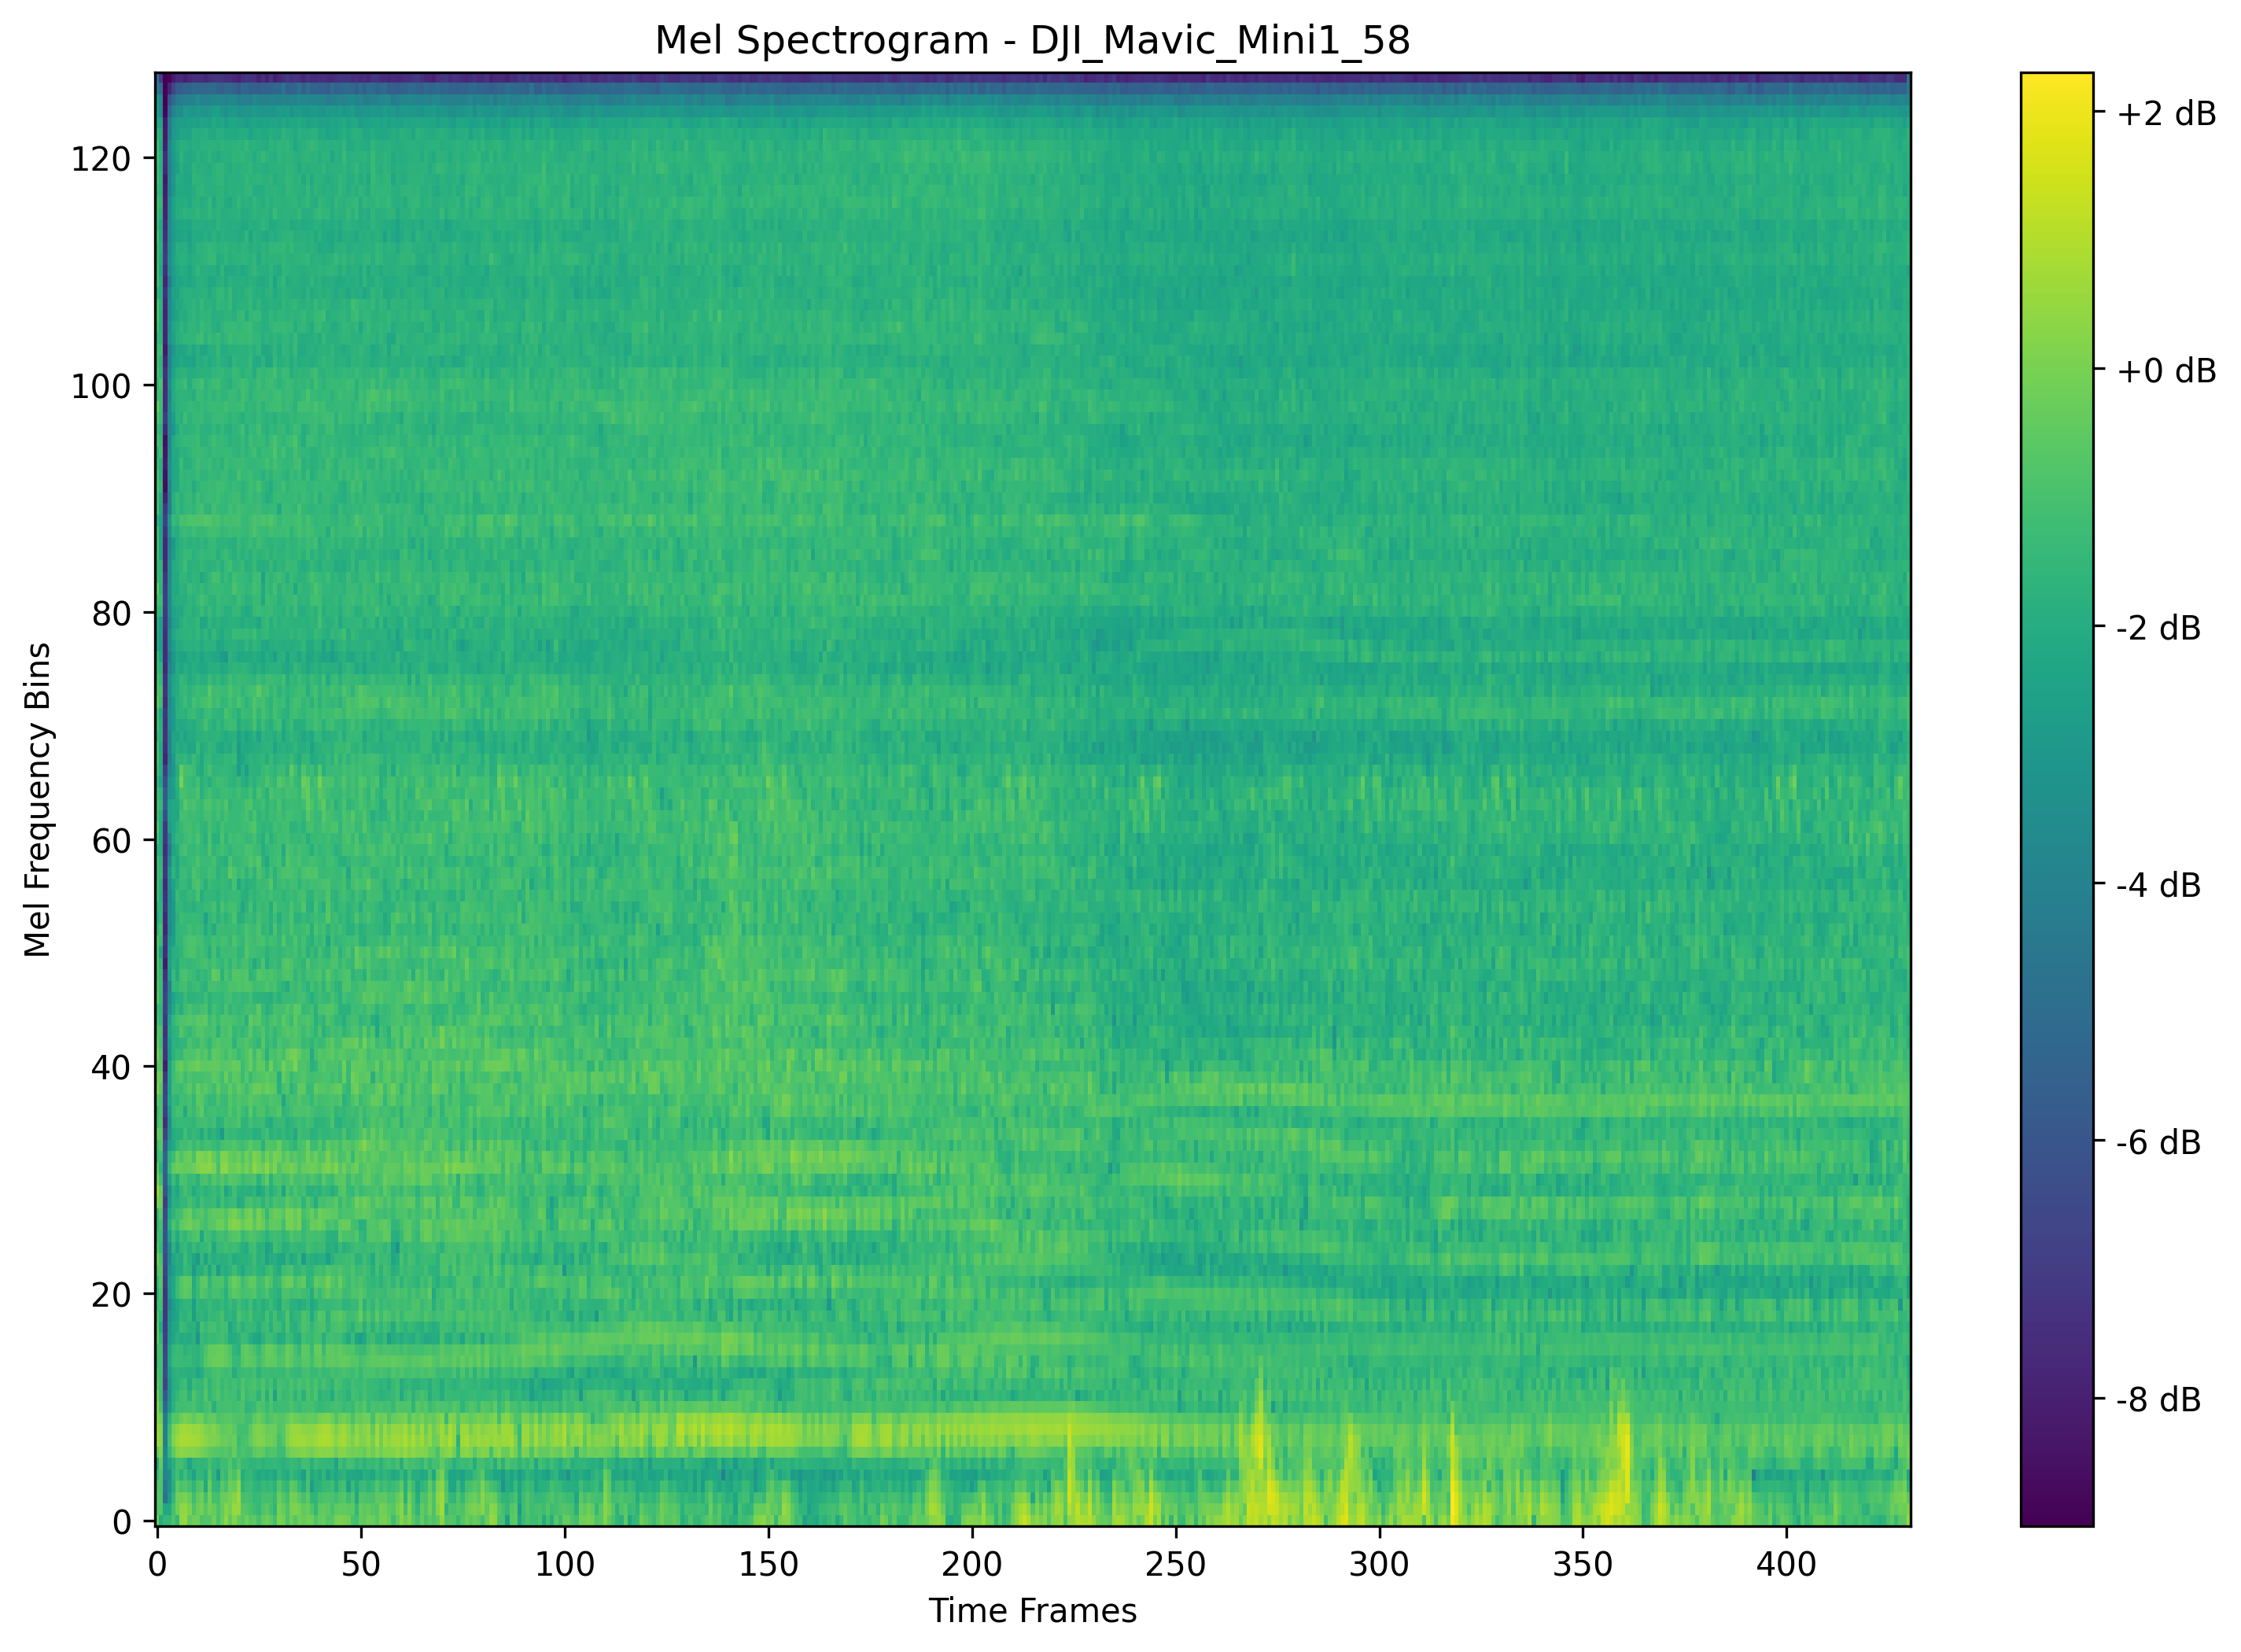 Mel Spectrogram - DJI_Mavic_Mini1_58
Mel Frequency Bins
120
100
80
60
40
20
0
0 50 100 150 200 250 300 350 400
Time Frames
+2 dB
+0 dB
-2 dB
-4 dB
-6 dB
-8 dB